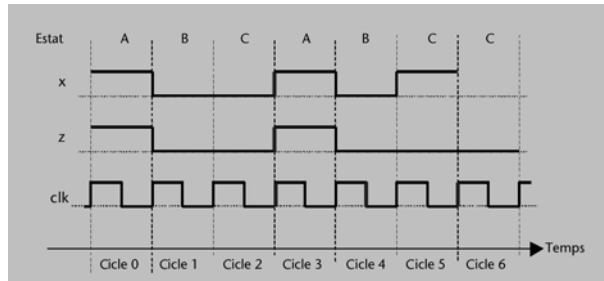 Estat A B C A B C C
x
z
clk
Temps
Cicle 0 Cicle 1 Cicle 2 Cicle 3 Cicle 4 Cicle 5 Cicle 6